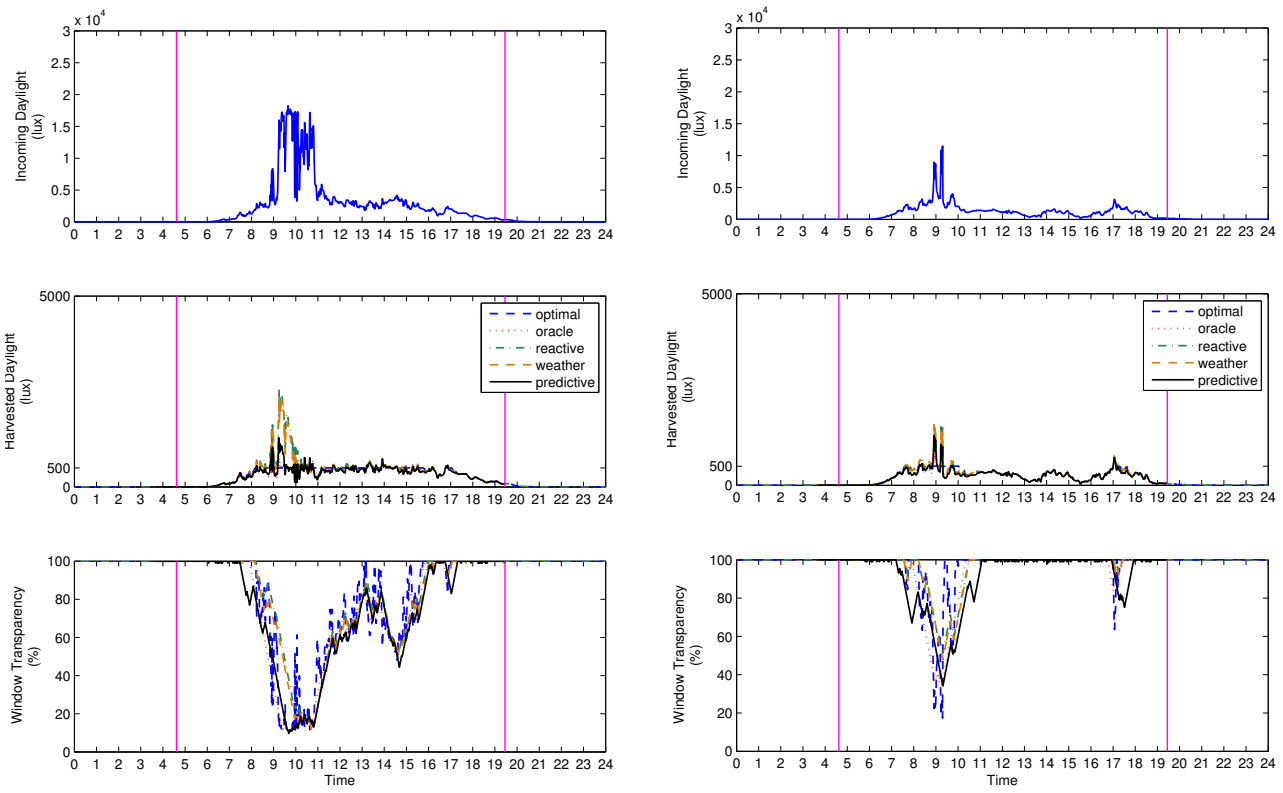 x 10⁴
3
2.5
2
1.5
1
0.5
0
0 1 2 3 4 5 6 7 8 9 10 11 12 13 14 15 16 17 18 19 20 21 22 23 24
Incoming Daylight
(lux)
x 10⁴
3
2.5
2
1.5
1
0.5
0
0 1 2 3 4 5 6 7 8 9 10 11 12 13 14 15 16 17 18 19 20 21 22 23 24
Incoming Daylight
(lux)
5000
500
0
0 1 2 3 4 5 6 7 8 9 10 11 12 13 14 15 16 17 18 19 20 21 22 23 24
Harvested Daylight
(lux)
optimal
oracle
reactive
weather
predictive
5000
500
0
0 1 2 3 4 5 6 7 8 9 10 11 12 13 14 15 16 17 18 19 20 21 22 23 24
Harvested Daylight
(lux)
optimal
oracle
reactive
weather
predictive
100
80
60
40
20
0
0 1 2 3 4 5 6 7 8 9 10 11 12 13 14 15 16 17 18 19 20 21 22 23 24
Window Transparency
(%)
Time
100
80
60
40
20
0
0 1 2 3 4 5 6 7 8 9 10 11 12 13 14 15 16 17 18 19 20 21 22 23 24
Window Transparency
(%)
Time